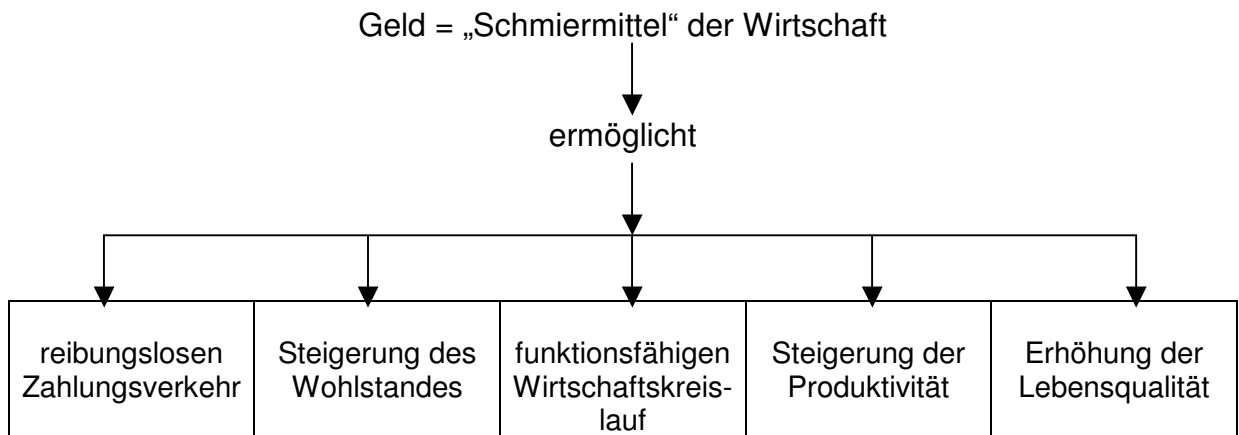 Geld = „Schmiermittel“ der Wirtschaft
ermöglicht
reibungslosen
Zahlungsverkehr
Steigerung des
Wohlstandes
funktionsfähigen
Wirtschaftskreis-
lauf
Steigerung der
Produktivität
Erhöhung der
Lebensqualität